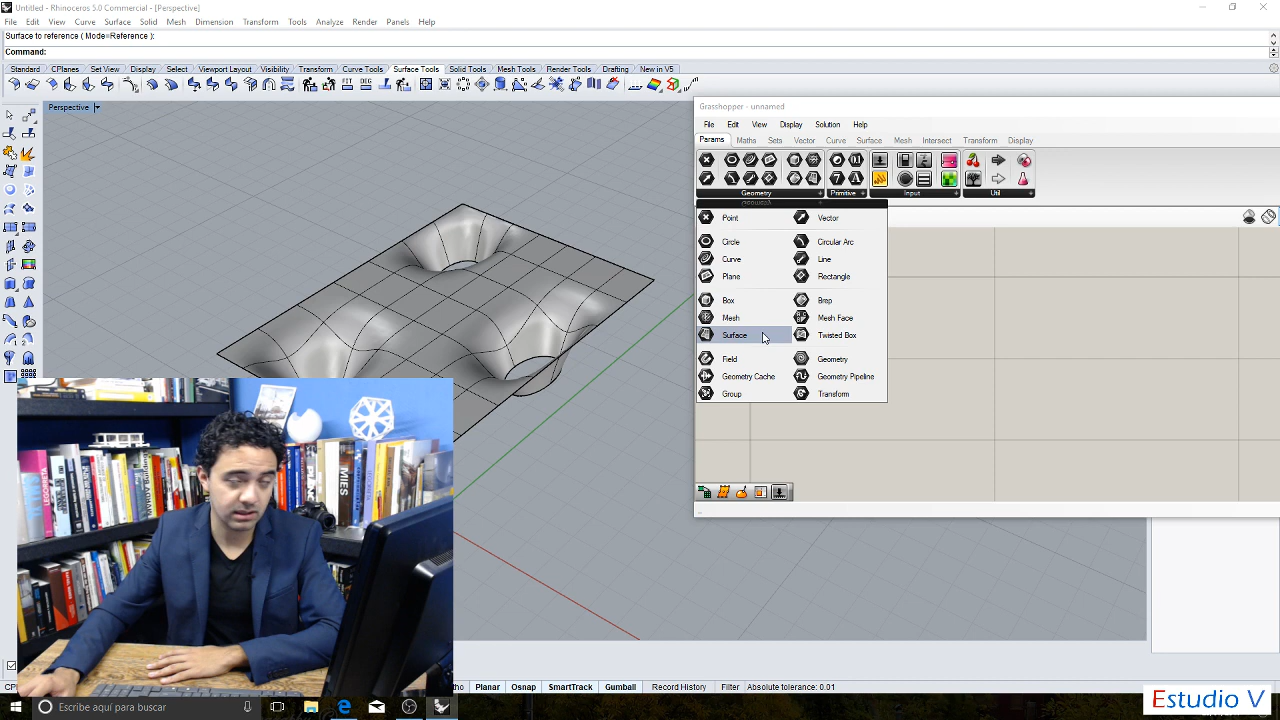 Untitled - Rhinoceros 5.0 Commercial - [Perspective]
File Edit View Curve Surface Solid Mesh Dimension Transform Tools Analyze Render Panels Help
Surface to reference ( Mode=Reference ):
Command:
Standard CPlanes Set View Display Select Viewport Layout Visibility Transform Curve Tools Surface Tools Solid Tools Mesh Tools Render Tools Drafting New in V5
Perspective
Grasshopper - unnamed
File Edit View Display Solution Help
Params Maths Sets Vector Curve Surface Mesh Intersect Transform Display
Geometry Primitive Input Util
Point Vector
Circle Circular Arc
Curve Line
Plane Rectangle
Box Brep
Mesh Mesh Face
Surface Twisted Box
Field Geometry
Geometry Cache Geometry Pipeline
Group Transform
MIES
Planar Osnap SmartTrack Gumball Record History Filter Absolute tolerance: 0.01
Escribe aquí para buscar
Estudio V